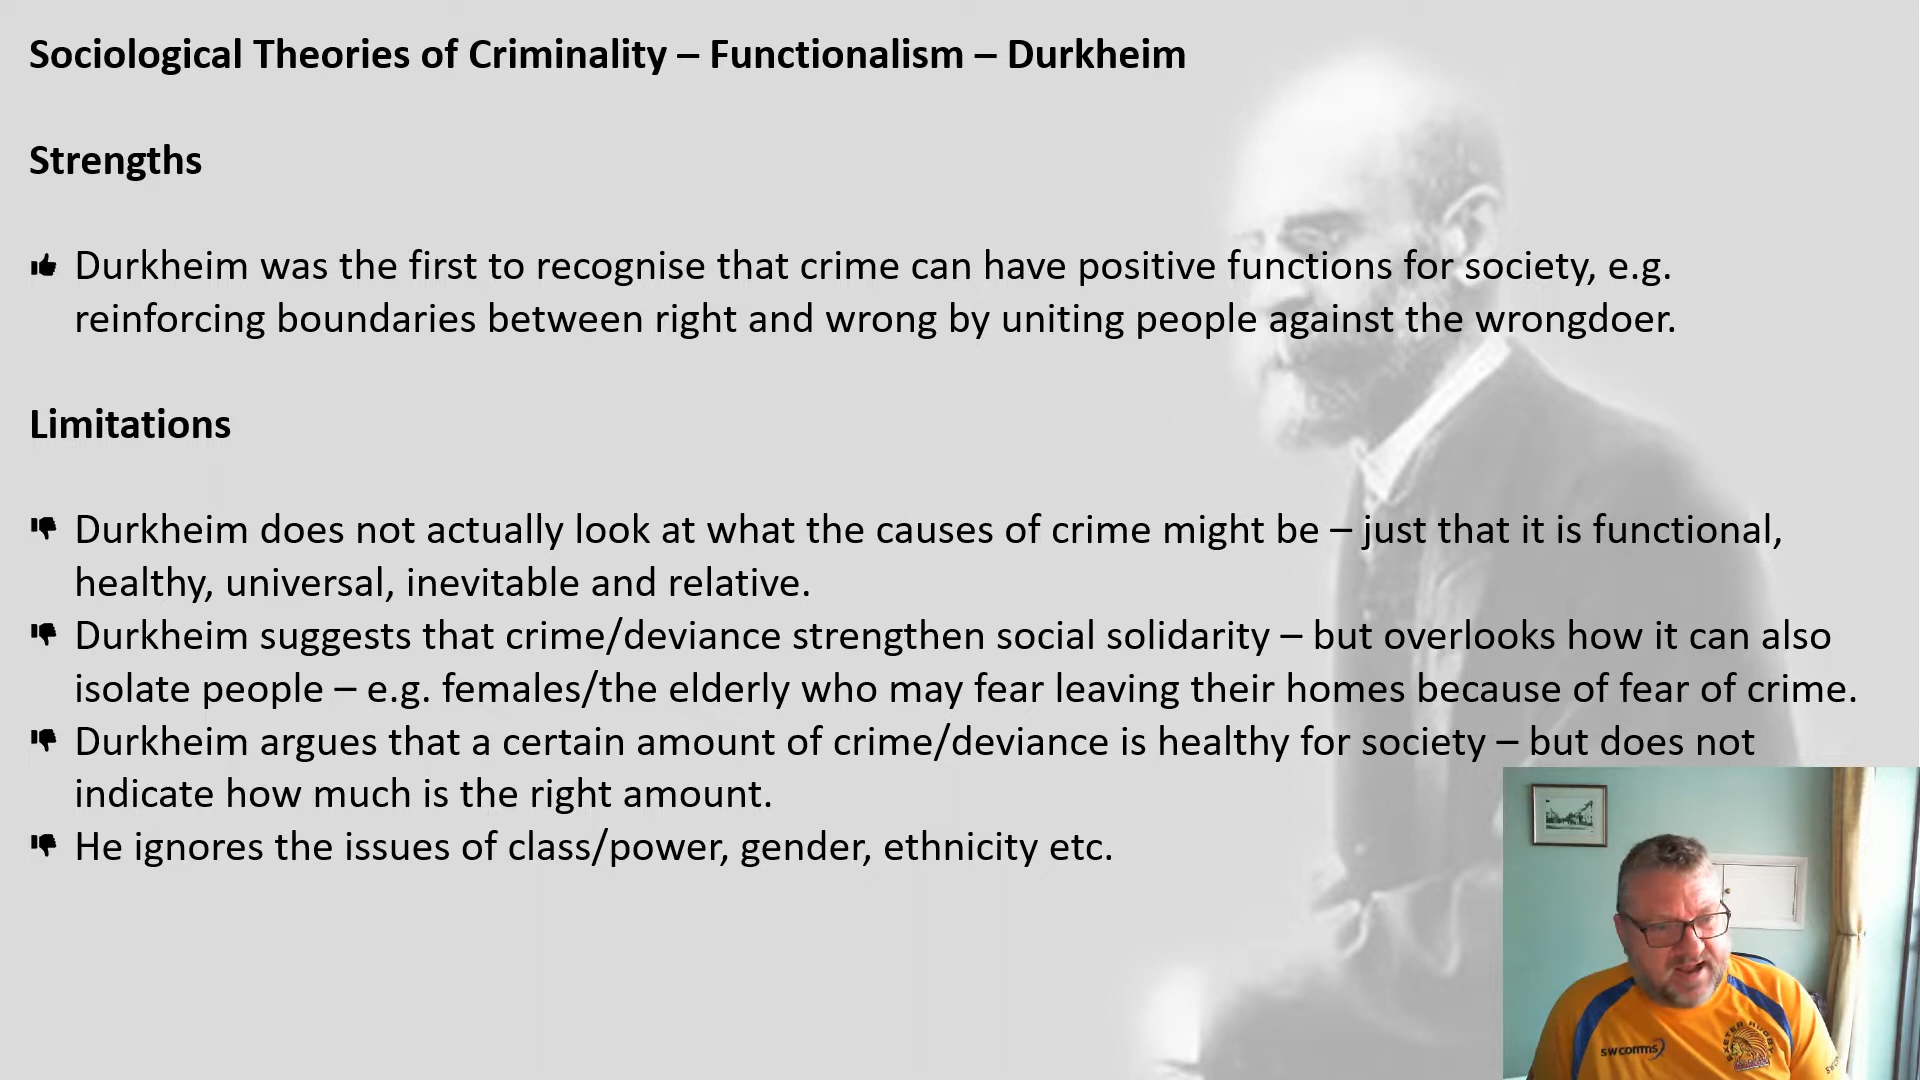 Sociological Theories of Criminality – Functionalism – Durkheim
Strengths
Durkheim was the first to recognise that crime can have positive functions for society, e.g.
reinforcing boundaries between right and wrong by uniting people against the wrongdoer.
Limitations
Durkheim does not actually look at what the causes of crime might be – just that it is functional,
healthy, universal, inevitable and relative.
Durkheim suggests that crime/deviance strengthen social solidarity – but overlooks how it can also
isolate people – e.g. females/the elderly who may fear leaving their homes because of fear of crime.
Durkheim argues that a certain amount of crime/deviance is healthy for society – but does not
indicate how much is the right amount.
He ignores the issues of class/power, gender, ethnicity etc.
swcomms
EXETER RUGBY